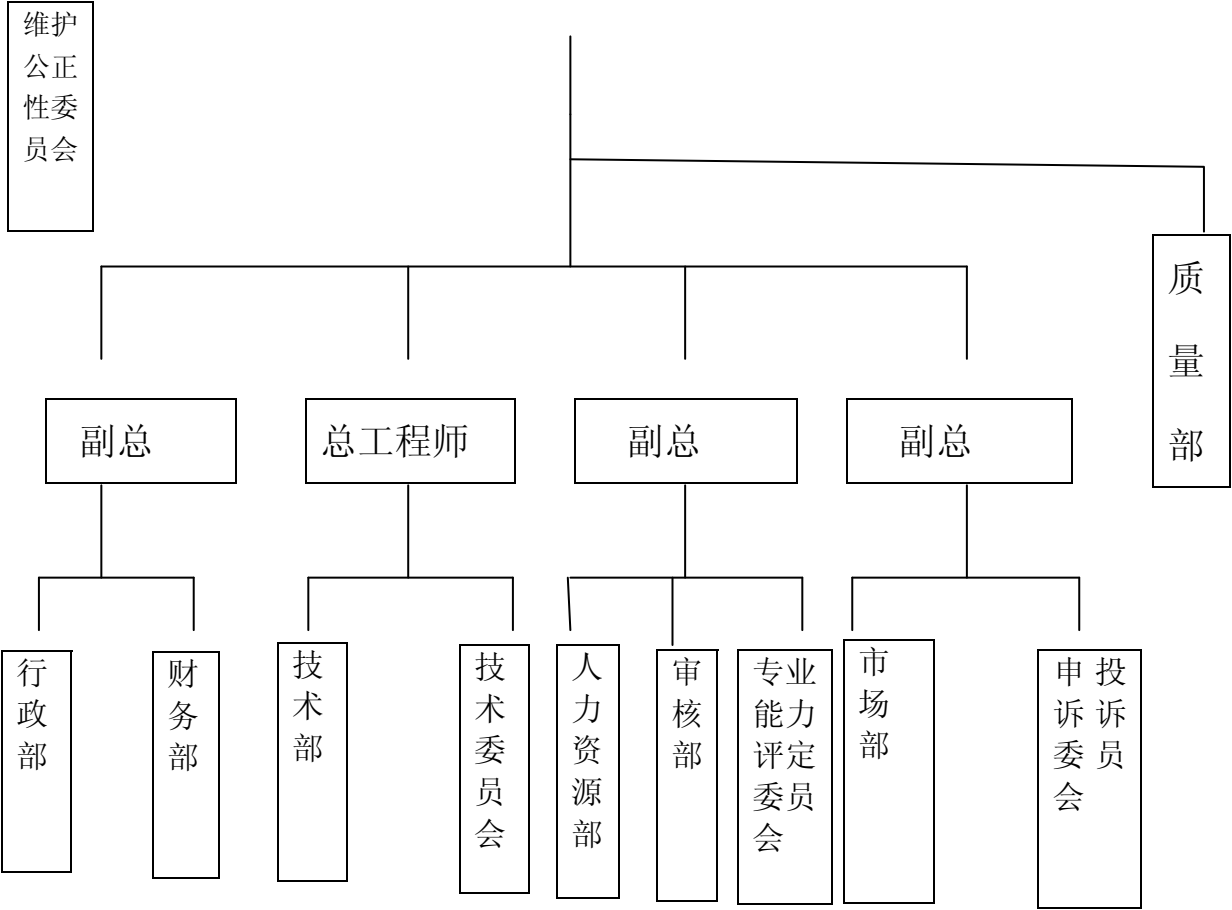 维护
公正
性委
员会
质
量
部
副总
总工程师
副总
副总
行
政
部
财
务
部
技
术
部
技
术
委
员
会
人
力
资
源
部
审
核
部
专业
能力
评定
委员
会
市
场
部
申投
诉诉
委员
会